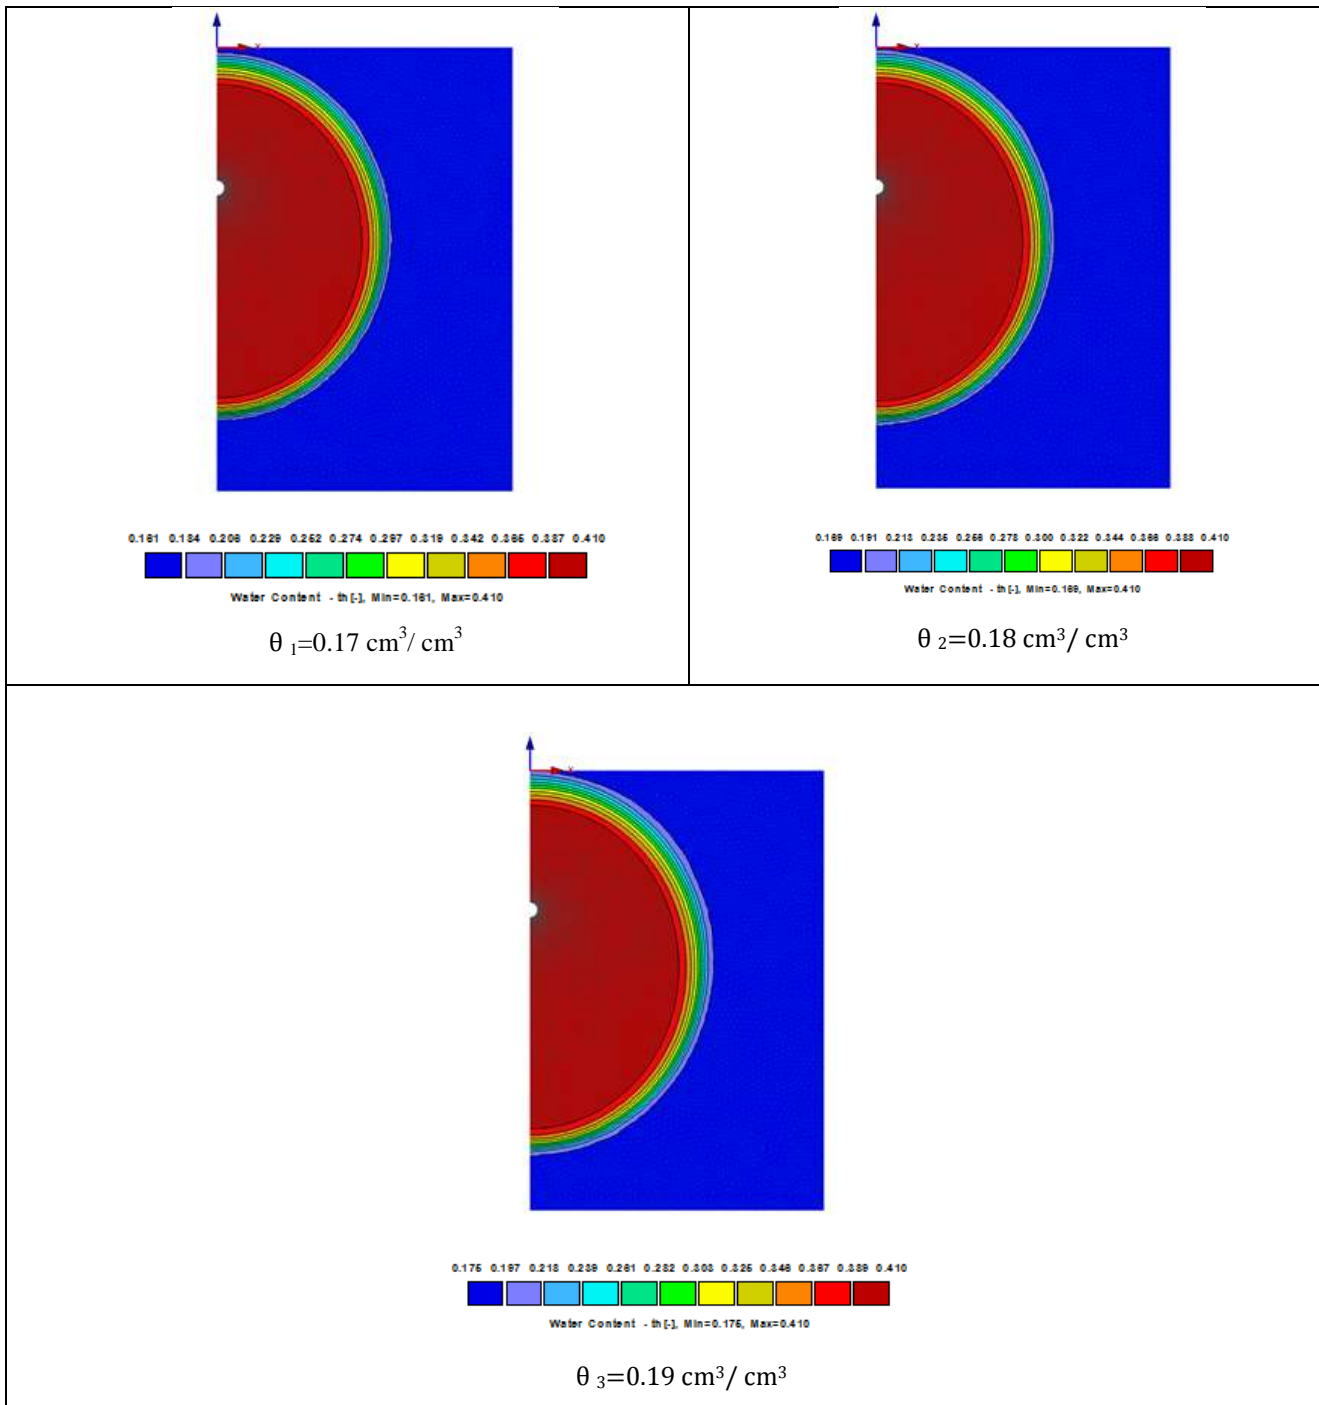 0.161 0.184 0.206 0.229 0.252 0.274 0.297 0.319 0.342 0.365 0.387 0.410
Water Content - th[-], Min=0.161, Max=0.410
θ 1=0.17 cm3/ cm3
0.169 0.191 0.213 0.235 0.256 0.278 0.300 0.322 0.344 0.366 0.388 0.410
Water Content - th[-], Min=0.169, Max=0.410
θ 2=0.18 cm³/ cm³
0.175 0.197 0.218 0.239 0.261 0.282 0.303 0.325 0.346 0.367 0.389 0.410
Water Content - th[-], Min=0.175, Max=0.410
θ 3=0.19 cm³/ cm³